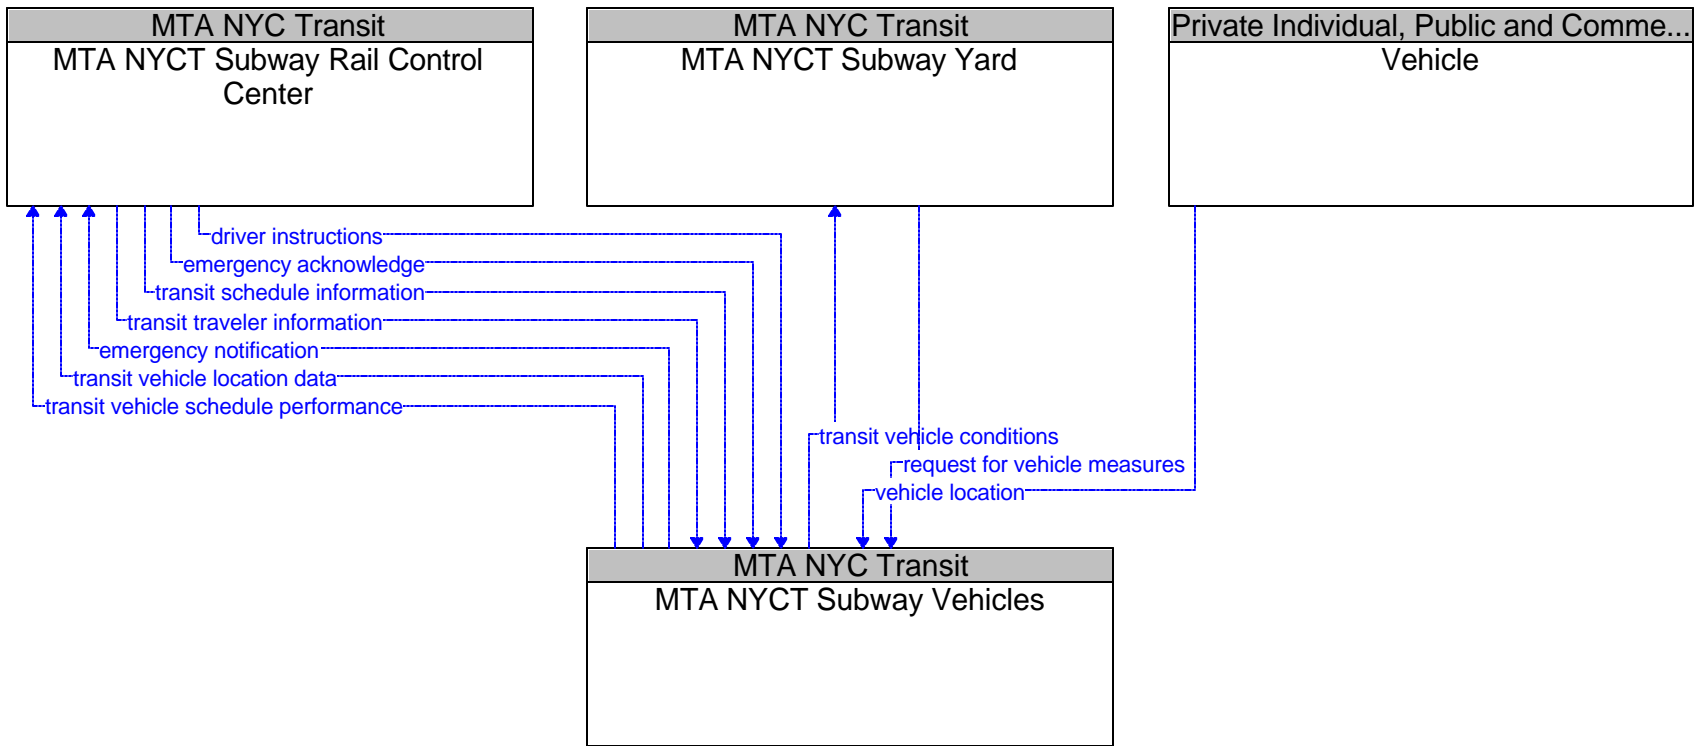 MTA NYC Transit
MTA NYCT Subway Rail Control
Center
MTA NYC Transit
MTA NYCT Subway Yard
Private Individual, Public and Comme...
Vehicle
driver instructions
emergency acknowledge
transit schedule information
transit traveler information
emergency notification
transit vehicle location data
transit vehicle schedule performance
transit vehicle conditions
request for vehicle measures
vehicle location
MTA NYC Transit
MTA NYCT Subway Vehicles